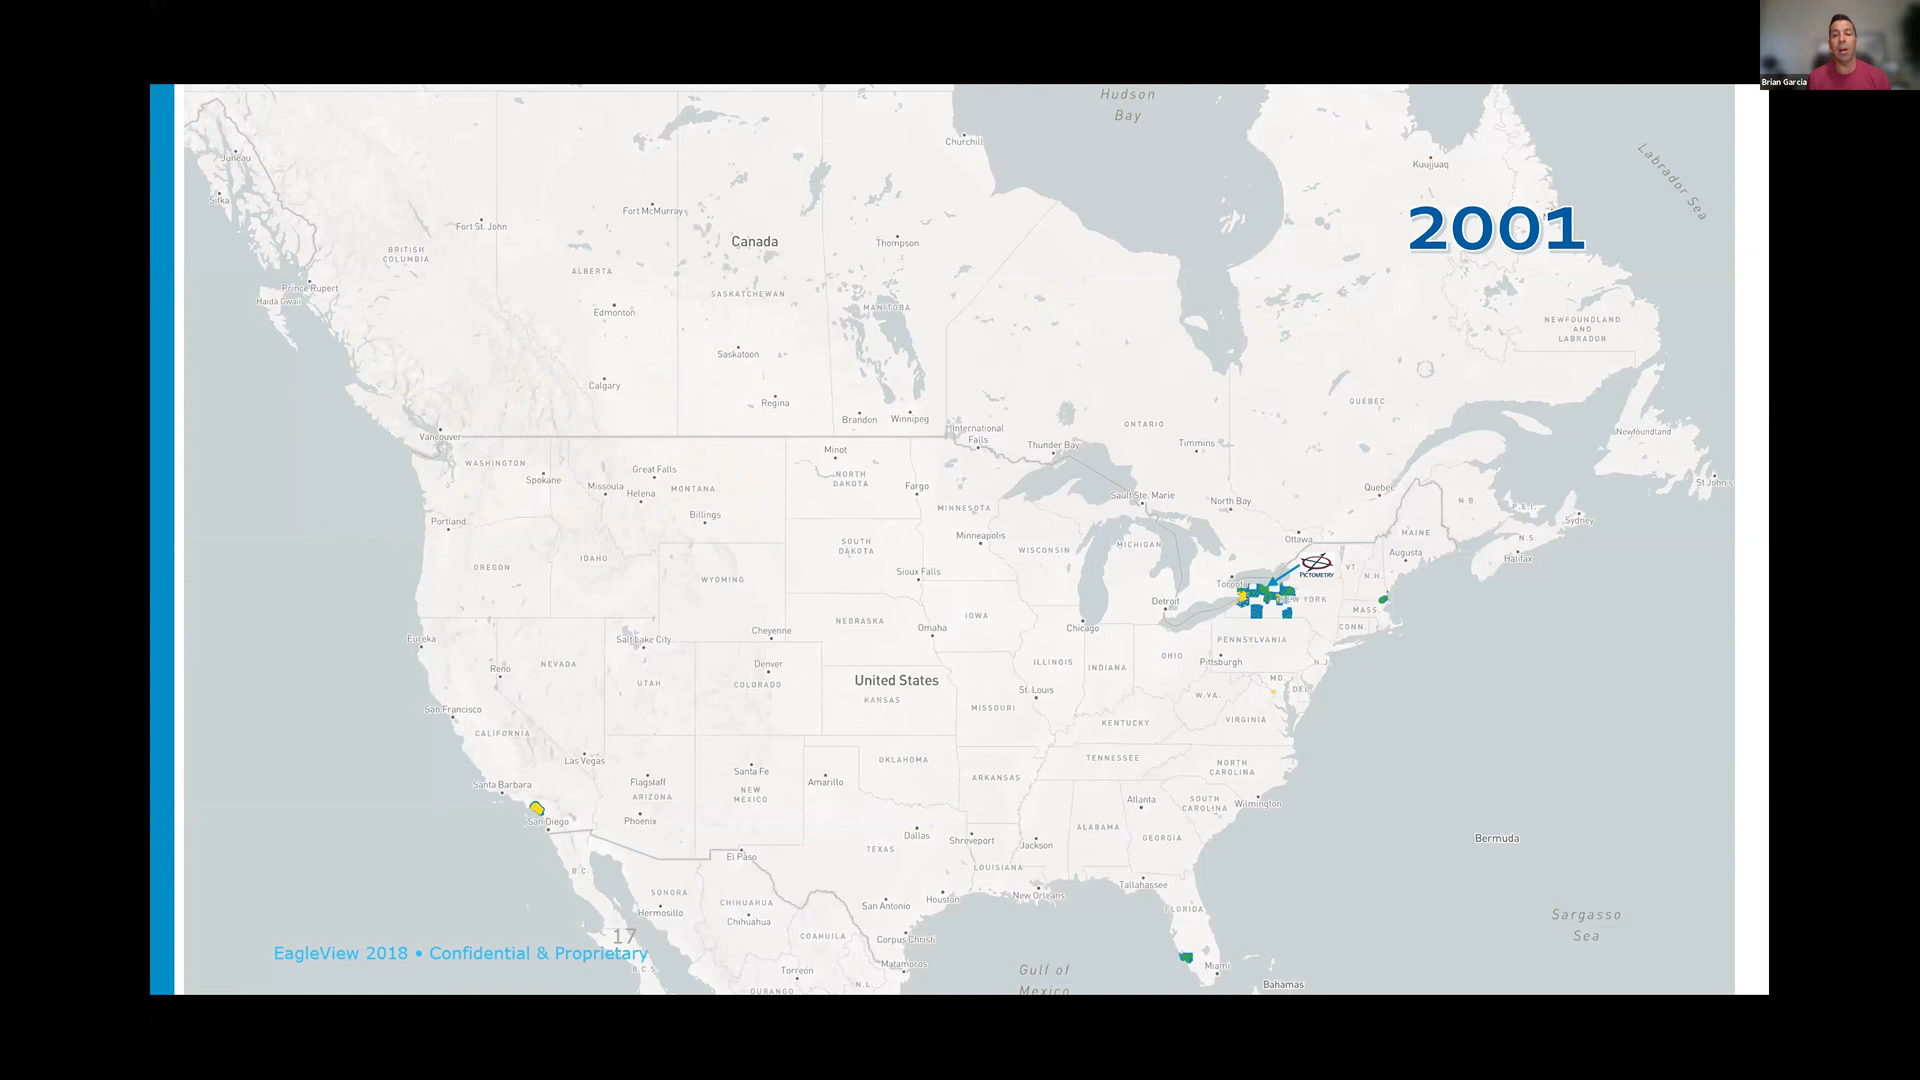 Brian Garcia
Hudson
Bay
Churchill
Kuujjuaq
Labrador Sea
Juneau
Sitka
2001
Fort McMurray
Fort St. John
Canada
Thompson
BRITISH
COLUMBIA
ALBERTA
SASKATCHEWAN
MANITOBA
Prince Rupert
Haida Gwaii
Edmonton
NEWFOUNDLAND
AND
LABRADOR
Saskatoon
Calgary
Regina
QUÉBEC
Brandon
Winnipeg
ONTARIO
International
Falls
Thunder Bay
Timmins
Newfoundland
Vancouver
WASHINGTON
Spokane
Great Falls
Missoula
Helena
MONTANA
Minot
NORTH
DAKOTA
Fargo
Sault Ste. Marie
North Bay
Quebec
N.B.
P.E.I.
St John's
Sydney
Portland
Billings
MINNESOTA
Minneapolis
Ottawa
MAINE
N.S.
Halifax
OREGON
IDAHO
SOUTH
DAKOTA
WISCONSIN
MICHIGAN
Augusta
PICTOMETRY
VT.
N.H.
WYOMING
Sioux Falls
Toronto
Detroit
NEW YORK
MASS.
CONN.
Eureka
Salt Lake City
Cheyenne
NEBRASKA
IOWA
Omaha
Chicago
PENNSYLVANIA
Pittsburgh
N.J.
Reno
NEVADA
UTAH
Denver
COLORADO
United States
KANSAS
ILLINOIS
INDIANA
OHIO
MD.
DEL.
W.VA.
St. Louis
MISSOURI
San Francisco
CALIFORNIA
KENTUCKY
VIRGINIA
Las Vegas
Santa Fe
NEW
MEXICO
Amarillo
OKLAHOMA
ARKANSAS
TENNESSEE
NORTH
CAROLINA
Santa Barbara
Flagstaff
ARIZONA
Phoenix
San Diego
Atlanta
SOUTH
CAROLINA
Wilmington
Dallas
Shreveport
Jackson
ALABAMA
GEORGIA
Bermuda
El Paso
TEXAS
LOUISIANA
B.C.
SONORA
Hermosillo
CHIHUAHUA
Chihuahua
San Antonio
Houston
New Orleans
Tallahassee
FLORIDA
Sargasso
Sea
COAHUILA
Corpus Christi
17
EagleView 2018 • Confidential & Proprietary
B.C.S.
Torreón
DURANGO
N.L.
Matamoros
Gulf of
Mexico
Miami
Bahamas